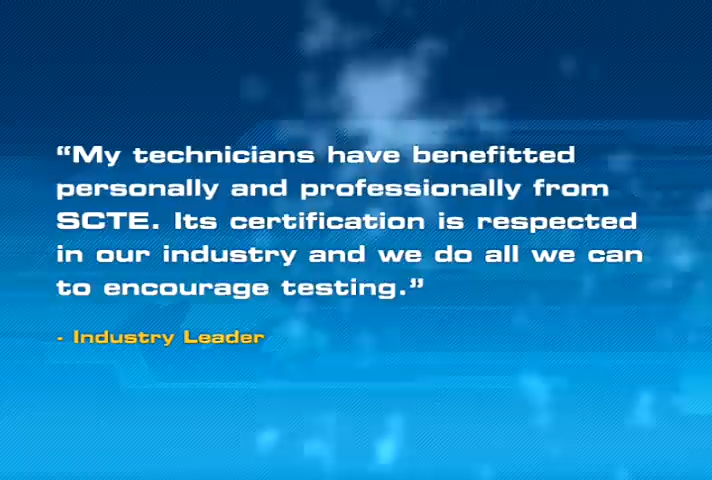 “My technicians have benefitted
personally and professionally from
SCTE. Its certification is respected
in our industry and we do all we can
to encourage testing.”
- Industry Leader